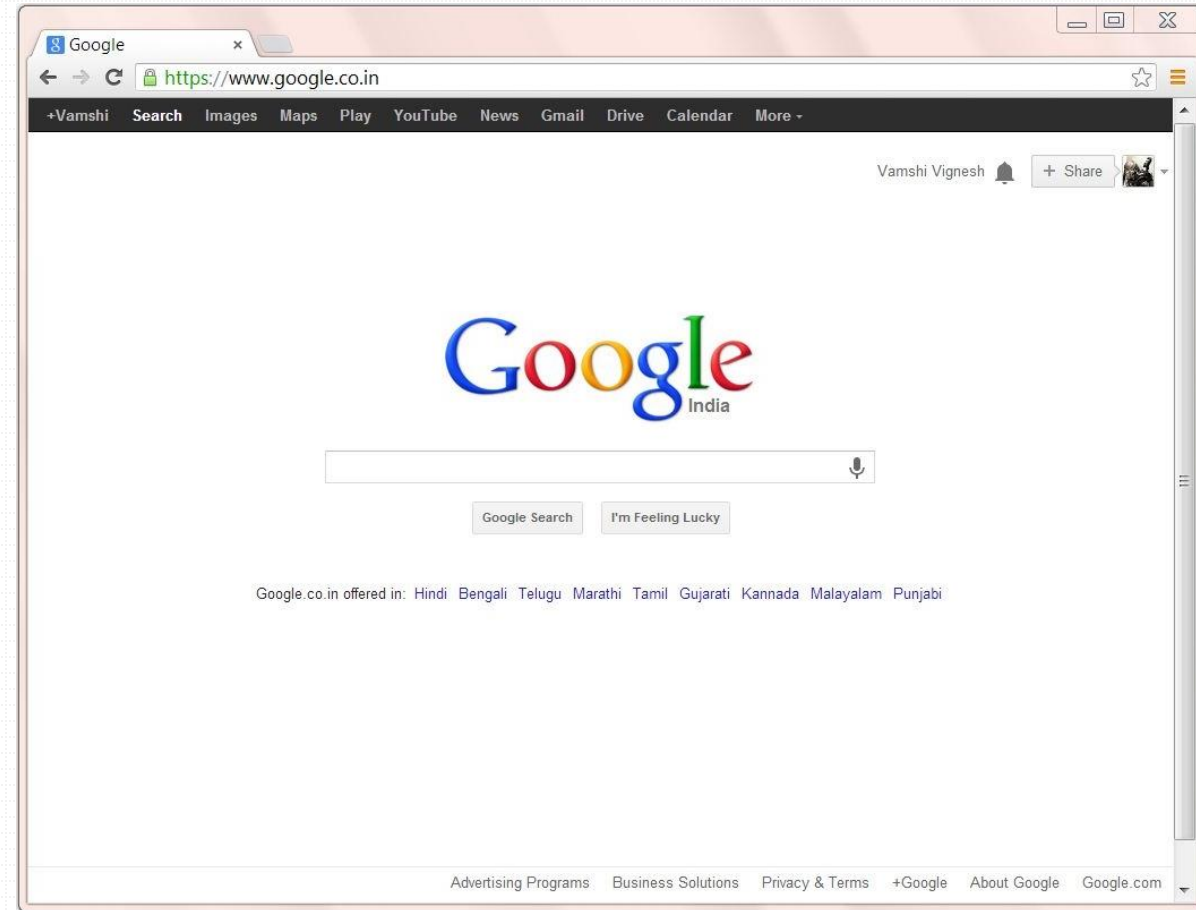 Google
https://www.google.co.in
+Vamshi Search Images Maps Play YouTube News Gmail Drive Calendar More
Vamshi Vignesh + Share
Google
India
Google Search I'm Feeling Lucky
Google.co.in offered in: Hindi Bengali Telugu Marathi Tamil Gujarati Kannada Malayalam Punjabi
Advertising Programs Business Solutions Privacy & Terms +Google About Google Google.com